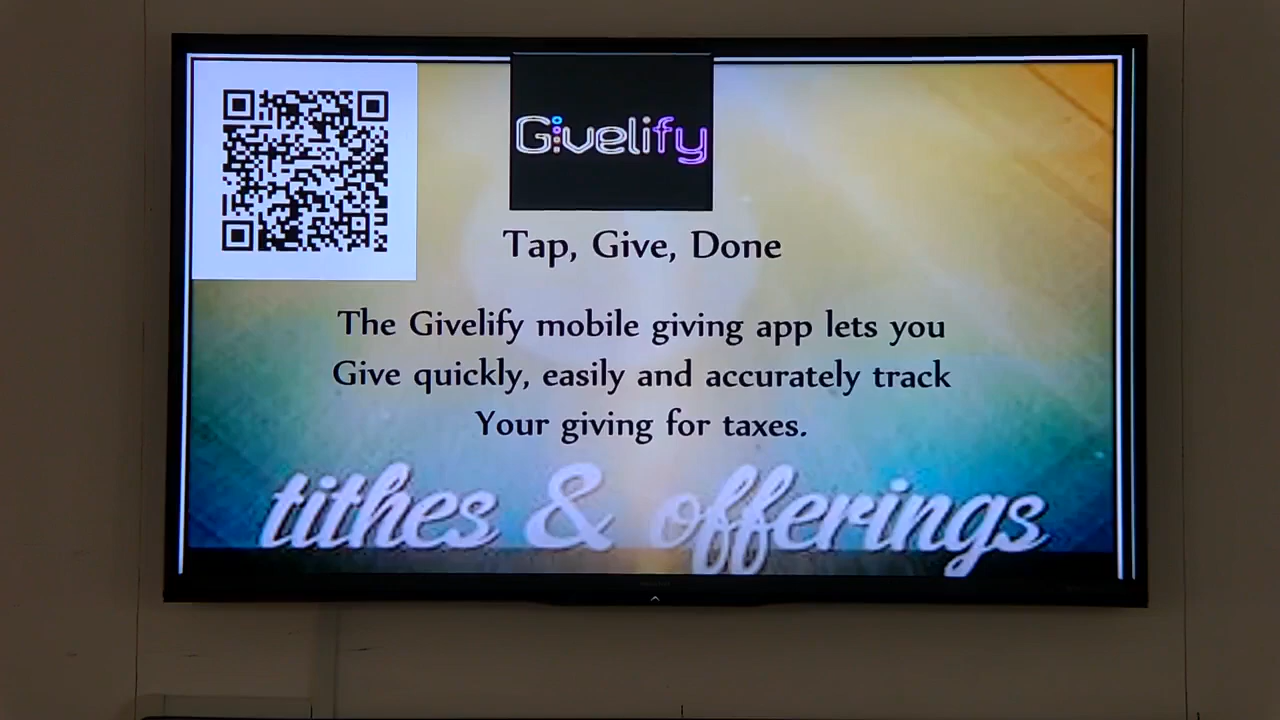 Givelify
Tap, Give, Done
The Givelify mobile giving app lets you
Give quickly, easily and accurately track
Your giving for taxes.
tithes & offerings